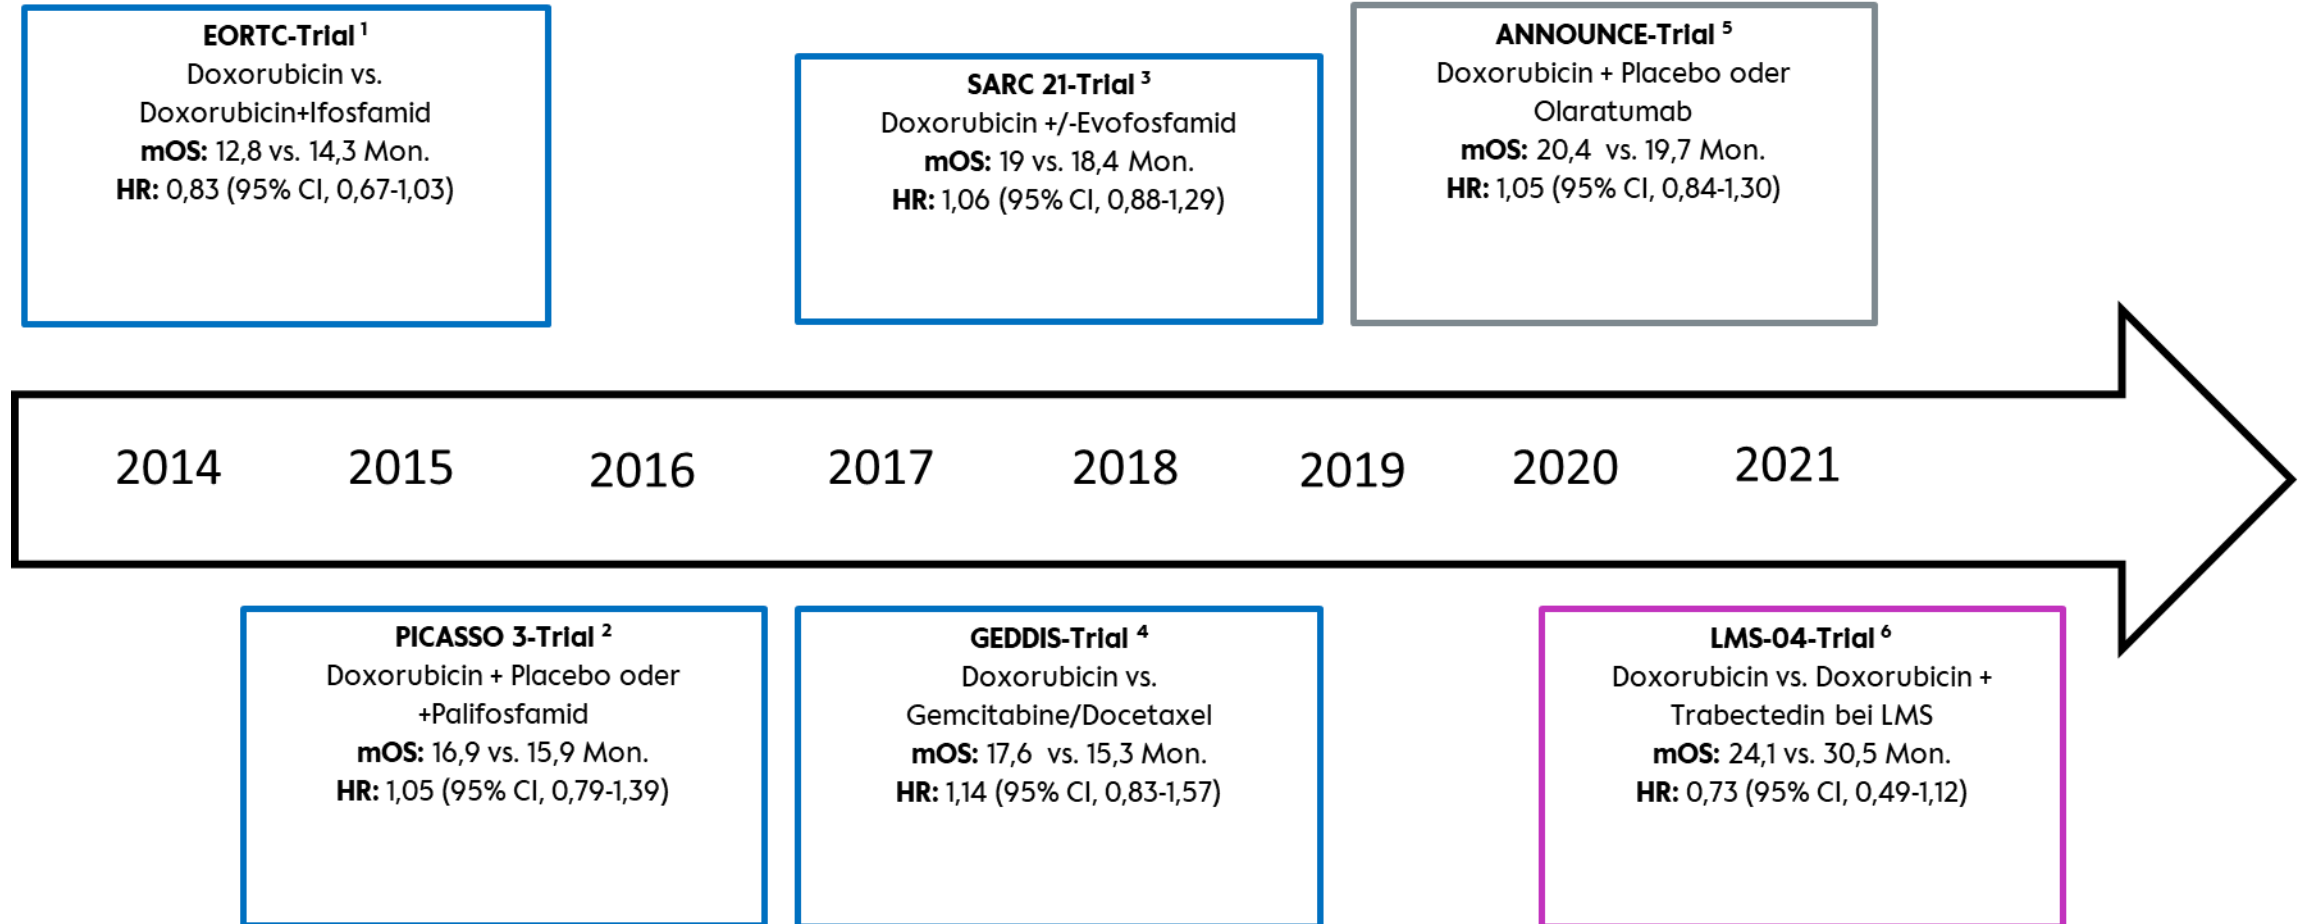 EORTC-Trial ¹
Doxorubicin vs.
Doxorubicin+Ifosfamid
mOS: 12,8 vs. 14,3 Mon.
HR: 0,83 (95% CI, 0,67-1,03)
SARC 21-Trial ³
Doxorubicin +/-Evofosfamid
mOS: 19 vs. 18,4 Mon.
HR: 1,06 (95% CI, 0,88-1,29)
ANNOUNCE-Trial ⁵
Doxorubicin + Placebo oder
Olaratumab
mOS: 20,4 vs. 19,7 Mon.
HR: 1,05 (95% CI, 0,84-1,30)
2014 2015 2016 2017 2018 2019 2020 2021
PICASSO 3-Trial ²
Doxorubicin + Placebo oder
+Palifosfamid
mOS: 16,9 vs. 15,9 Mon.
HR: 1,05 (95% CI, 0,79-1,39)
GEDDIS-Trial ⁴
Doxorubicin vs.
Gemcitabine/Docetaxel
mOS: 17,6 vs. 15,3 Mon.
HR: 1,14 (95% CI, 0,83-1,57)
LMS-04-Trial ⁶
Doxorubicin vs. Doxorubicin +
Trabectedin bei LMS
mOS: 24,1 vs. 30,5 Mon.
HR: 0,73 (95% CI, 0,49-1,12)